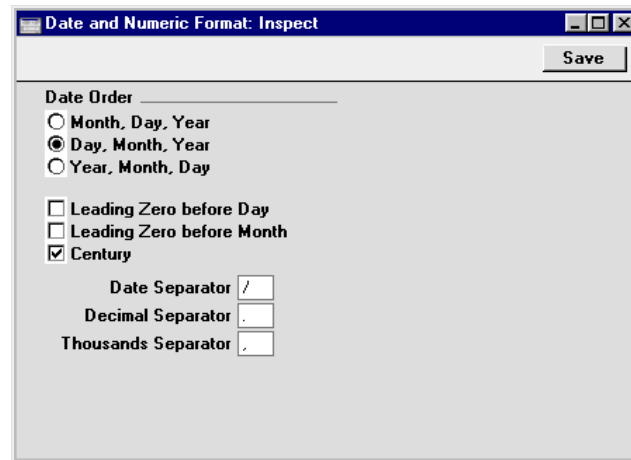 Date and Numeric Format: Inspect
Save
Date Order
Month, Day, Year
Day, Month, Year
Year, Month, Day
Leading Zero before Day
Leading Zero before Month
Century
Date Separator /
Decimal Separator .
Thousands Separator ,